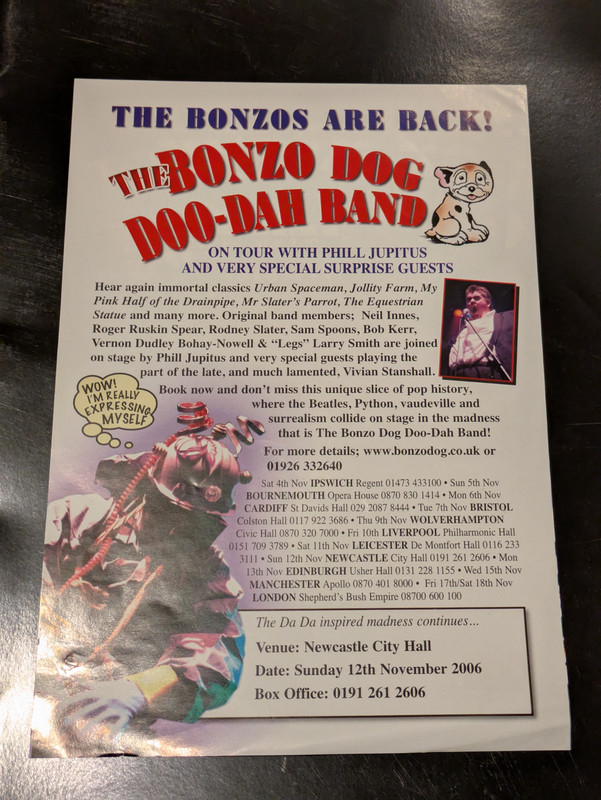 THE BONZOS ARE BACK!
THE BONZO DOG
DOO-DAH BAND
ON TOUR WITH PHILL JUPITUS
AND VERY SPECIAL SURPRISE GUESTS
Hear again immortal classics Urban Spaceman, Jollity Farm, My
Pink Half of the Drainpipe, Mr Slater's Parrot, The Equestrian
Statue and many more. Original band members; Neil Innes,
Roger Ruskin Spear, Rodney Slater, Sam Spoons, Bob Kerr,
Vernon Dudley Bohay-Nowell & "Legs" Larry Smith are joined
on stage by Phill Jupitus and very special guests playing the
part of the late, and much lamented, Vivian Stanshall.
WOW!
I'M REALLY
EXPRESSING
MYSELF
Book now and don't miss this unique slice of pop history,
where the Beatles, Python, vaudeville and
surrealism collide on stage in the madness
that is The Bonzo Dog Doo-Dah Band!
For more details; www.bonzodog.co.uk or
01926 332640
Sat 4th Nov IPSWICH Regent 01473 433100 • Sun 5th Nov
BOURNEMOUTH Opera House 0870 830 1414 • Mon 6th Nov
CARDIFF St Davids Hall 029 2087 8444 • Tue 7th Nov BRISTOL
Colston Hall 0117 922 3686 • Thu 9th Nov WOLVERHAMPTON
Civic Hall 0870 320 7000 • Fri 10th LIVERPOOL Philharmonic Hall
0151 709 3789 • Sat 11th Nov LEICESTER De Montfort Hall 0116 233
3111 • Sun 12th Nov NEWCASTLE City Hall 0191 261 2606 • Mon
13th Nov EDINBURGH Usher Hall 0131 228 1155 • Wed 15th Nov
MANCHESTER Apollo 0870 401 8000 • Fri 17th/Sat 18th Nov
LONDON Shepherd's Bush Empire 08700 600 100
The Da Da inspired madness continues…
Venue: Newcastle City Hall
Date: Sunday 12th November 2006
Box Office: 0191 261 2606